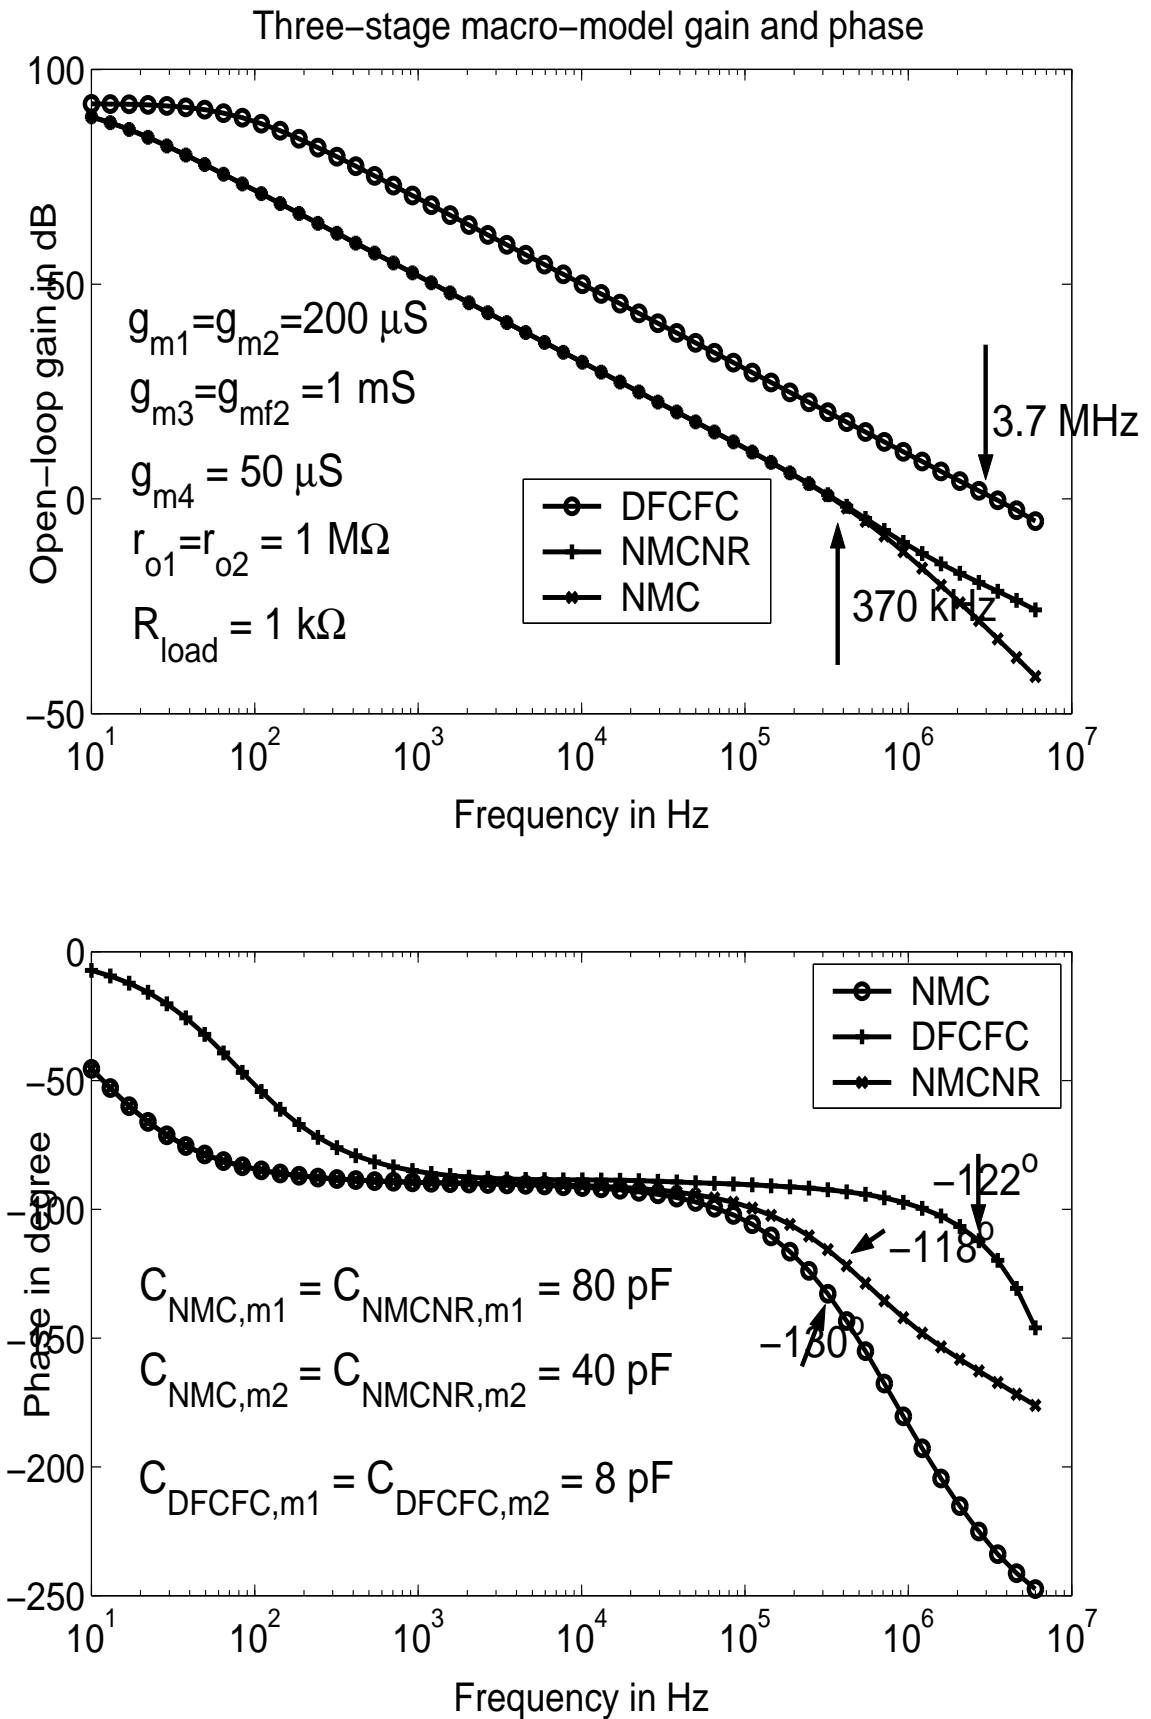 Three−stage macro−model gain and phase
100
50
0
−50
Open−loop gain in dB
g_m1=g_m2=200 μS
g_m3=g_mf2 =1 mS
g_m4 = 50 μS
r_o1=r_o2 = 1 MΩ
R_load = 1 kΩ
DFCFC
NMCNR
NMC
3.7 MHz
370 kHz
10^1 10^2 10^3 10^4 10^5 10^6 10^7
Frequency in Hz
0
−50
−100
−150
−200
−250
Phase in degree
NMC
DFCFC
NMCNR
−122^o
−118^o
−130^o
C_NMC,m1 = C_NMCNR,m1 = 80 pF
C_NMC,m2 = C_NMCNR,m2 = 40 pF
C_DFCFC,m1 = C_DFCFC,m2 = 8 pF
10^1 10^2 10^3 10^4 10^5 10^6 10^7
Frequency in Hz